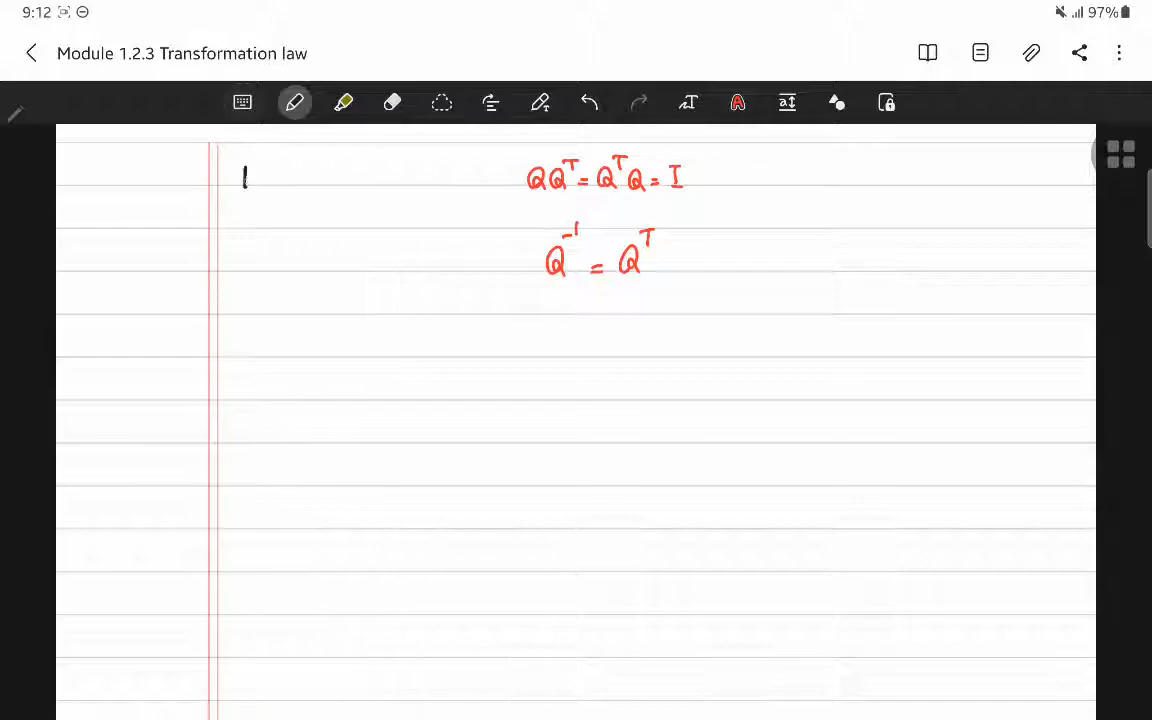 9:12 97%
Module 1.2.3 Transformation law
QQᵀ = QᵀQ = I
Q⁻¹ = Qᵀ